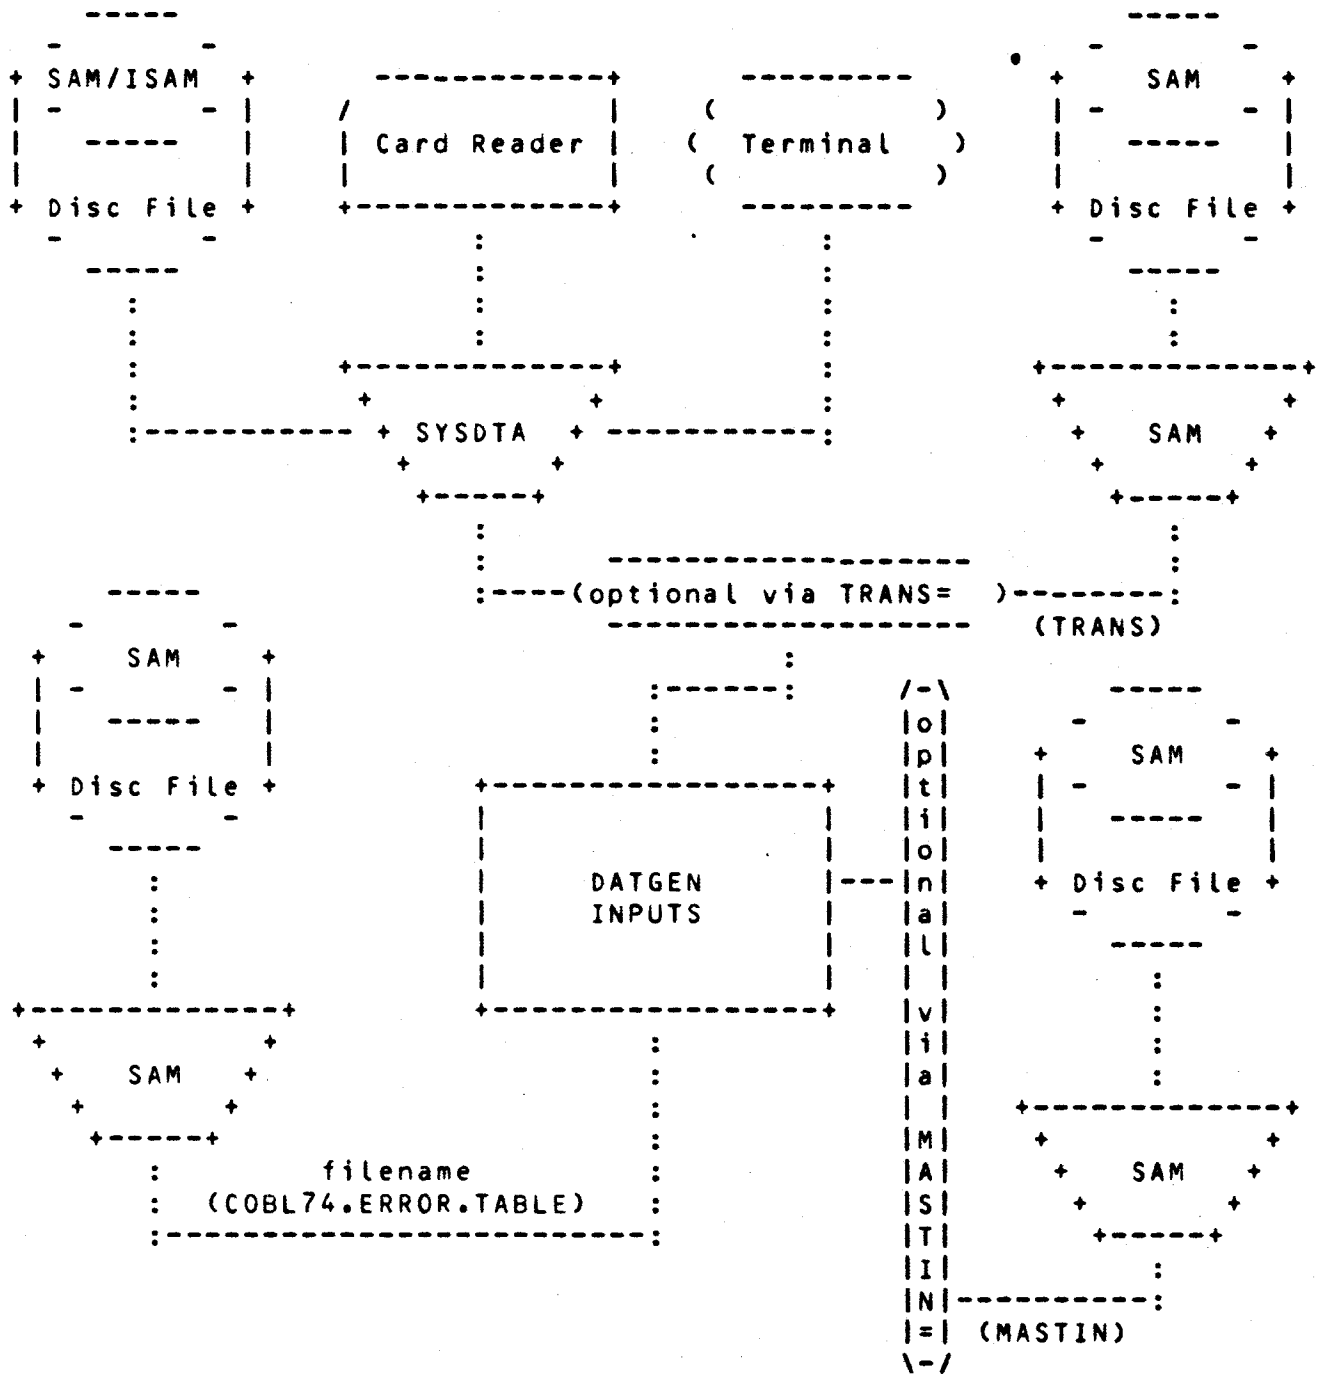 SAM/ISAM
SAM
Card Reader
Terminal
Disc File
Disc File
SYSDTA
SAM
(optional via TRANS= )
(TRANS)
SAM
SAM
Disc File
DATGEN
INPUTS
Disc File
optional via MASTIN=
SAM
SAM
filename
(COBL74.ERROR.TABLE)
(MASTIN)